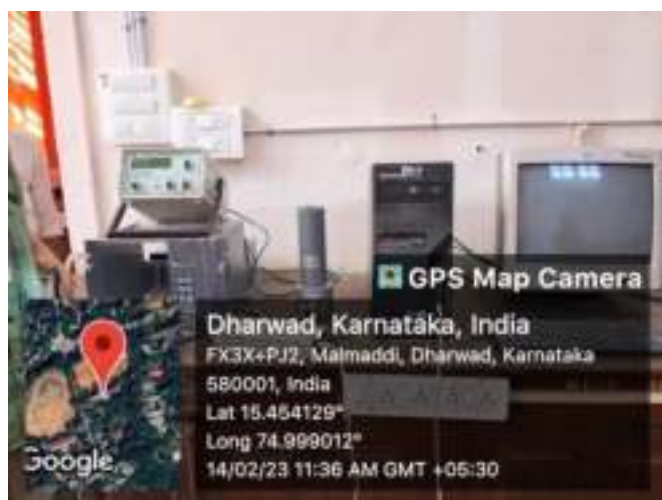 GPS Map Camera
Dharwad, Karnataka, India
FX3X+PJ2, Malmaddi, Dharwad, Karnataka
580001, India
Lat 15.454129°
Long 74.999012°
14/02/23 11:36 AM GMT +05:30
Google